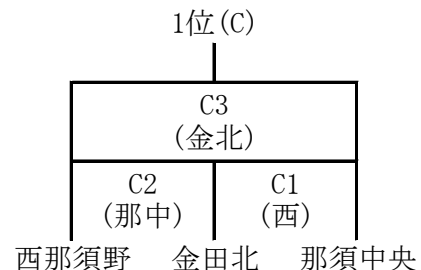 1位(C)
C3
(金北)
C2 C1
(那中) (西)
西那須野 金田北 那須中央